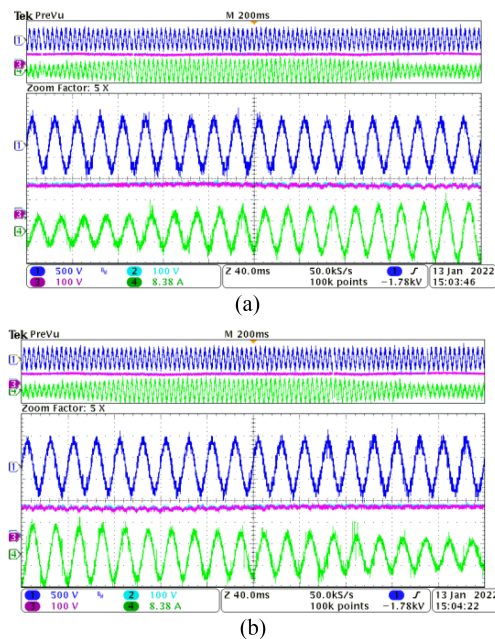 Tek PreVu M 200ms
1
3
4
Zoom Factor: 5 X
1
3
4
1 500 V 2 100 V Z 40.0ms 50.0kS/s 1 13 Jan 2022
3 100 V 4 8.38 A 100k points −1.78kV 15:03:46
(a)
Tek PreVu M 200ms
1
3
4
Zoom Factor: 5 X
1
3
4
1 500 V 2 100 V Z 40.0ms 50.0kS/s 1 13 Jan 2022
3 100 V 4 8.38 A 100k points −1.78kV 15:04:22
(b)